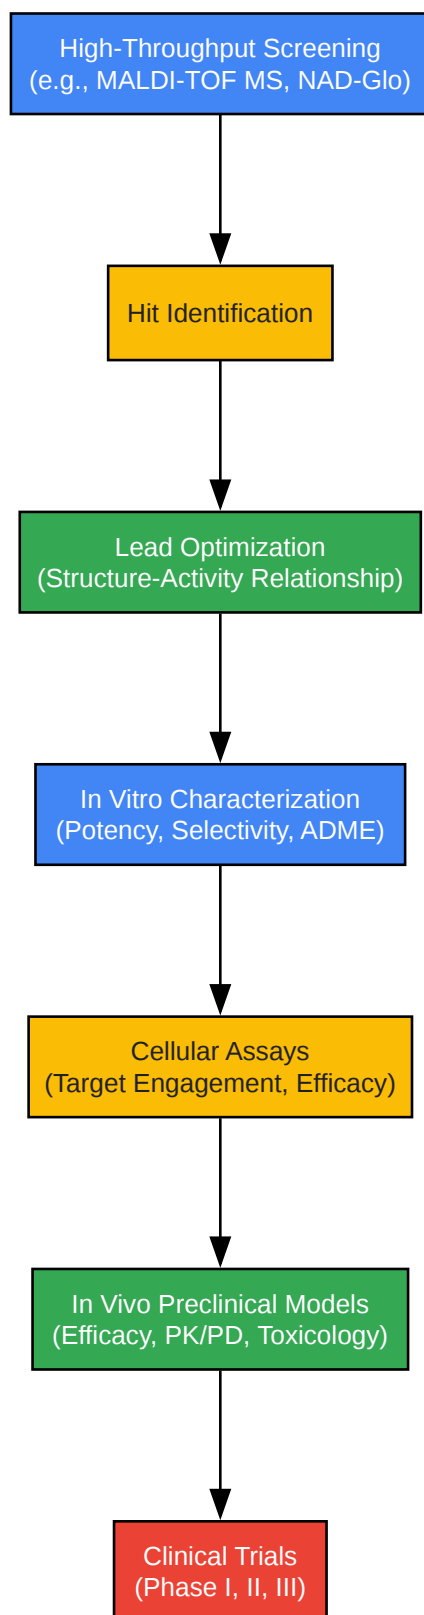 High-Throughput Screening
(e.g., MALDI-TOF MS, NAD-Glo)
Hit Identification
Lead Optimization
(Structure-Activity Relationship)
In Vitro Characterization
(Potency, Selectivity, ADME)
Cellular Assays
(Target Engagement, Efficacy)
In Vivo Preclinical Models
(Efficacy, PK/PD, Toxicology)
Clinical Trials
(Phase I, II, III)